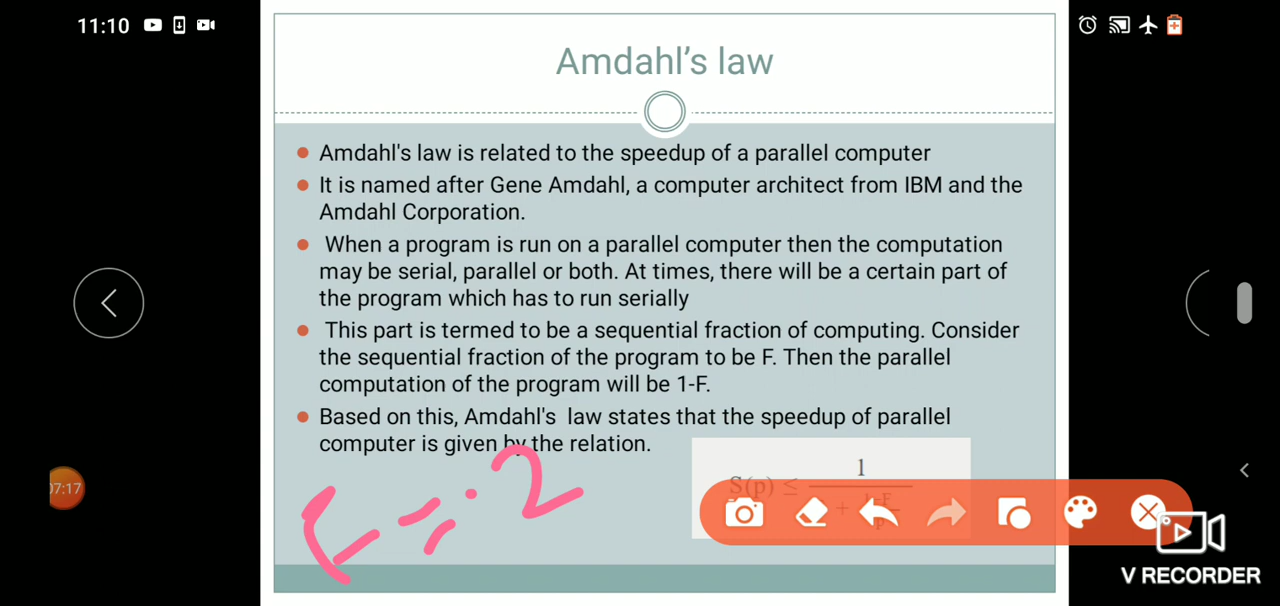 11:10
Amdahl's law
Amdahl's law is related to the speedup of a parallel computer
It is named after Gene Amdahl, a computer architect from IBM and the
Amdahl Corporation.
When a program is run on a parallel computer then the computation
may be serial, parallel or both. At times, there will be a certain part of
the program which has to run serially
This part is termed to be a sequential fraction of computing. Consider
the sequential fraction of the program to be F. Then the parallel
computation of the program will be 1-F.
Based on this, Amdahl's law states that the speedup of parallel
computer is given by the relation.
F = .2
S(p) ≤ 1
+ 1-F
p
07:17
V RECORDER